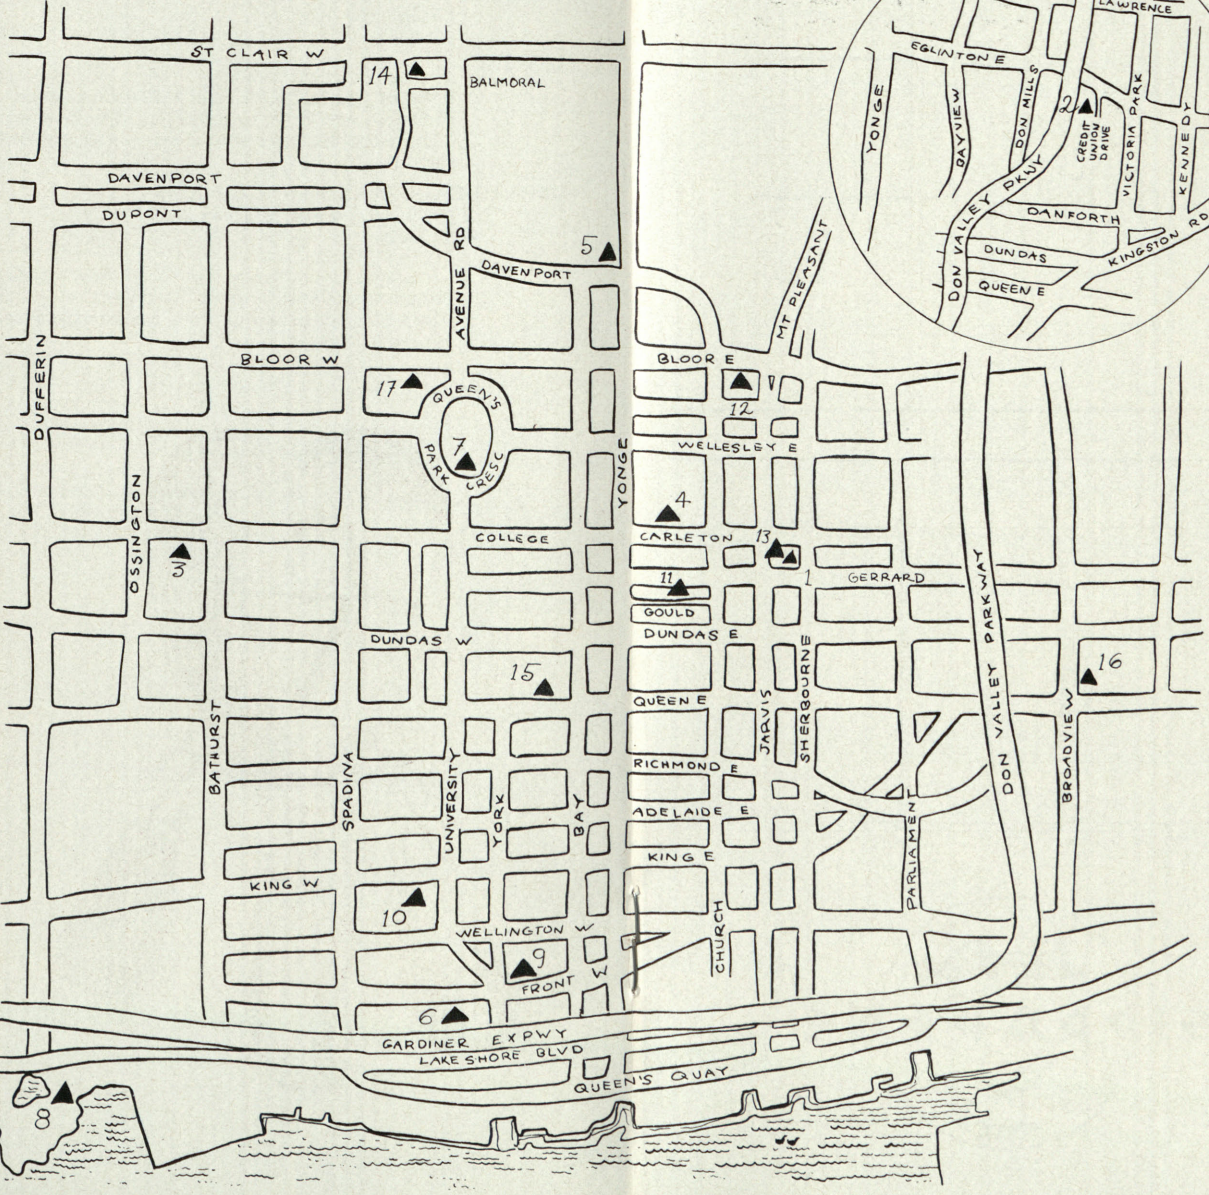 LAWRENCE
EGLINTON E
YONGE
BAYVIEW
DON MILLS
2
CREDIT
UNION
DRIVE
VICTORIA PARK
KENNEDY
DON VALLEY PKWY
DANFORTH
KINGSTON RD
DUNDAS
QUEEN E
ST CLAIR W
14
BALMORAL
DAVENPORT
DUPONT
5
AVENUE RD
DAVENPORT
MT PLEASANT
DUFFERIN
BLOOR W
BLOOR E
17
QUEEN'S
PARK
CRESC
7
12
WELLESLEY E
YONGE
4
OSSINGTON
3
COLLEGE
CARLETON
13
11
1
GERRARD
GOULD
DUNDAS W
DUNDAS E
15
16
QUEEN E
JARVIS
SHERBOURNE
DON VALLEY PARKWAY
BROADVIEW
BATHURST
SPADINA
UNIVERSITY
YORK
BAY
RICHMOND E
ADELAIDE E
PARLIAMENT
KING E
KING W
10
CHURCH
WELLINGTON W
9
FRONT W
6
GARDINER EXPWY
LAKESHORE BLVD
QUEEN'S QUAY
8